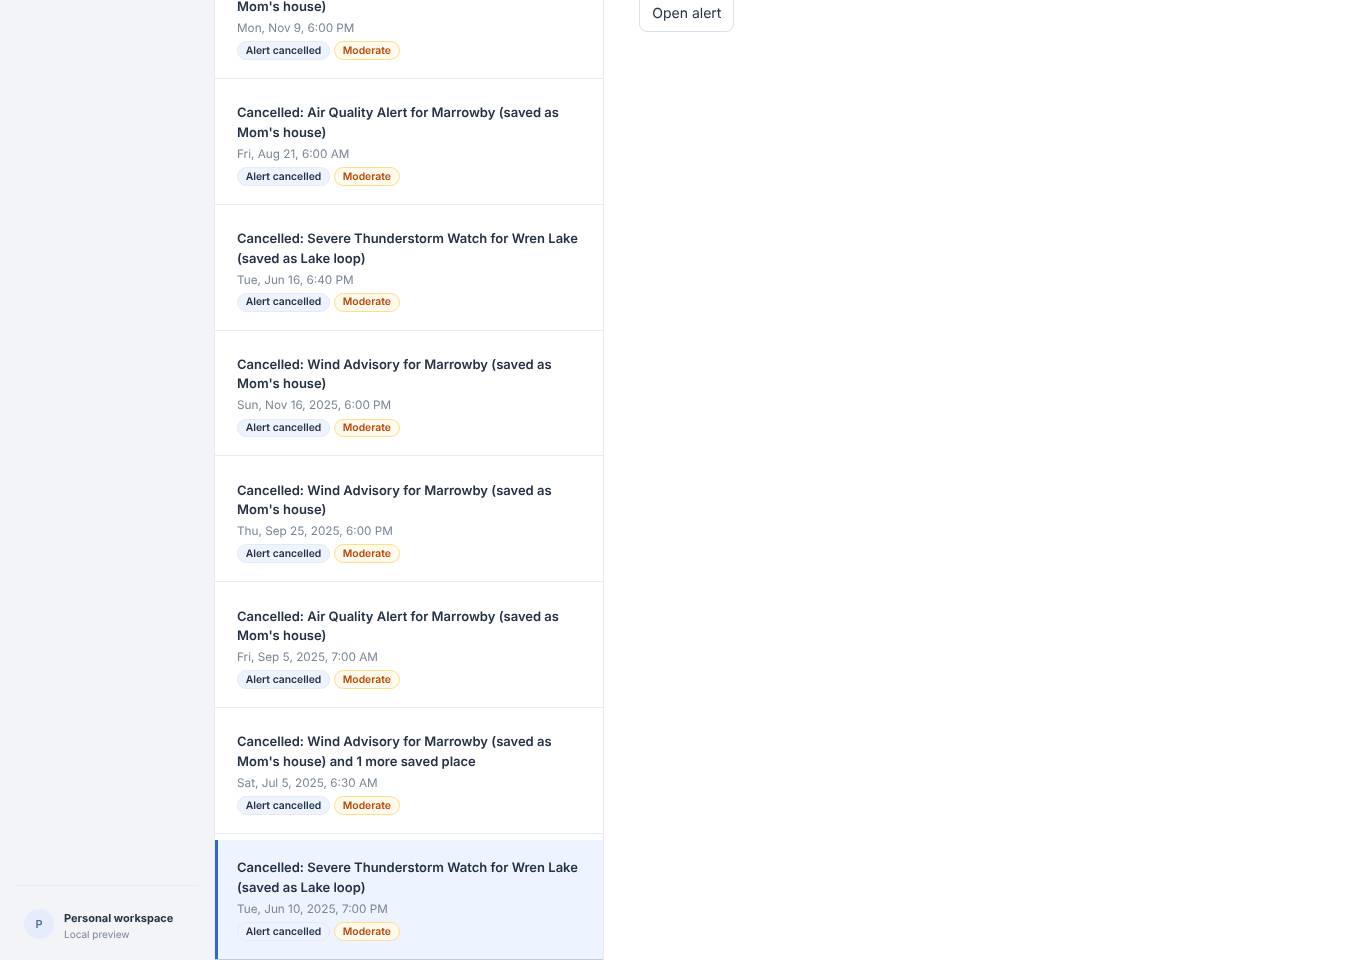 Mom's house)
Mon, Nov 9, 6:00 PM
Alert cancelled Moderate
Cancelled: Air Quality Alert for Marrowby (saved as
Mom's house)
Fri, Aug 21, 6:00 AM
Alert cancelled Moderate
Cancelled: Severe Thunderstorm Watch for Wren Lake
(saved as Lake loop)
Tue, Jun 16, 6:40 PM
Alert cancelled Moderate
Cancelled: Wind Advisory for Marrowby (saved as
Mom's house)
Sun, Nov 16, 2025, 6:00 PM
Alert cancelled Moderate
Cancelled: Wind Advisory for Marrowby (saved as
Mom's house)
Thu, Sep 25, 2025, 6:00 PM
Alert cancelled Moderate
Cancelled: Air Quality Alert for Marrowby (saved as
Mom's house)
Fri, Sep 5, 2025, 7:00 AM
Alert cancelled Moderate
Cancelled: Wind Advisory for Marrowby (saved as
Mom's house) and 1 more saved place
Sat, Jul 5, 2025, 6:30 AM
Alert cancelled Moderate
Cancelled: Severe Thunderstorm Watch for Wren Lake
(saved as Lake loop)
Tue, Jun 10, 2025, 7:00 PM
Alert cancelled Moderate
Open alert
P
Personal workspace
Local preview